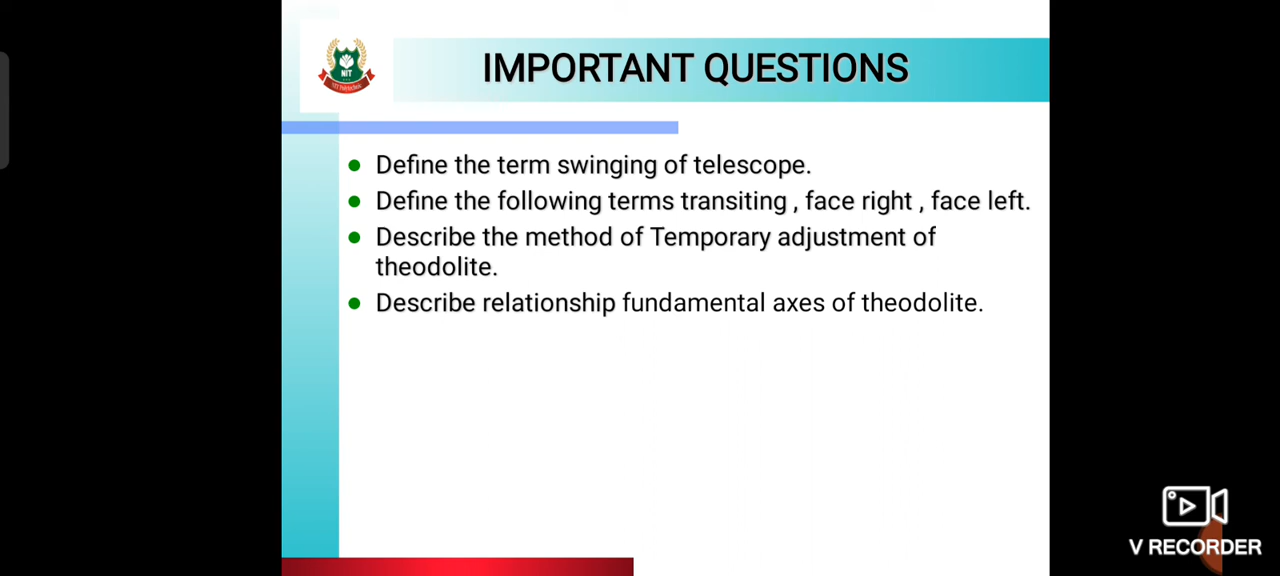 IMPORTANT QUESTIONS
NIT
Define the term swinging of telescope.
Define the following terms transiting , face right , face left.
Describe the method of Temporary adjustment of
theodolite.
Describe relationship fundamental axes of theodolite.
V RECORDER